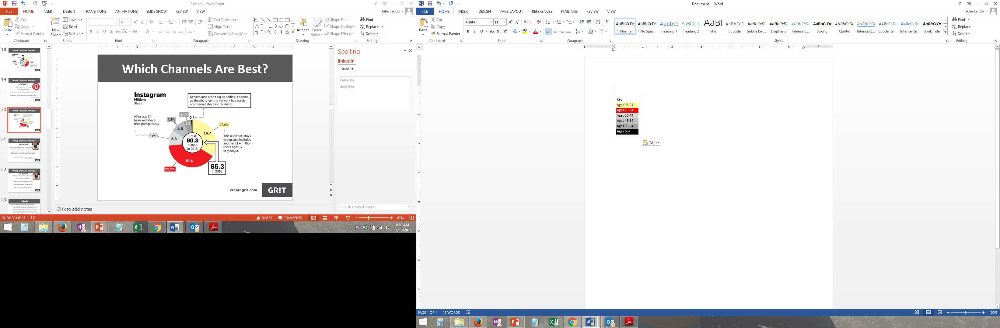 Sample - PowerPoint
FILE HOME INSERT DESIGN TRANSITIONS ANIMATIONS SLIDE SHOW REVIEW VIEW
Julie Lando
Paste
Cut
Copy
Format Painter
Clipboard
New Slide
Layout
Reset
Section
Slides
18
Font
Text Direction
Align Text
Convert to SmartArt
Paragraph
Arrange
Quick Styles
Shape Fill
Shape Outline
Shape Effects
Drawing
Find
Replace
Select
Editing
18
Which Channels Are Best?
19
Which Channels Are Best?
PINTEREST
20
Which Channels Are Best?
21
Which Channels Are Best?
INSTAGRAM
22
Which Channels Are Best?
INSTAGRAM
23
LinkedIn
Which Channels Are Best?
Instagram
Millions
Share
Seniors also aren't big on selfies, it seems,
as the photo-centric network has barely
any market share in this demo.
After age 34,
base and share
drop precipitously
4.4%
0.4
7.5%
2.6
4.5
8.8%
5.3
27.6%
16.7
Total
60.3
million
in 2015
This audience stays
young, and includes
another 11.4 million
users ages 17
or younger.
19.4
32.2%
65.3
in 2016
creategrit.com
GR!T
Click to add notes
Spelling
linkedin
Resume
LinkedIn
linked in
English (United States)
SLIDE 20 OF 45
NOTES
COMMENTS
67%
8:10 AM
11/13/2015
Document1 - Word
FILE HOME INSERT DESIGN PAGE LAYOUT REFERENCES MAILINGS REVIEW VIEW
Julie Lando
Paste
Cut
Copy
Format Painter
Clipboard
Calibri
11
Font
Paragraph
AaBbCcDc AaBbCcDc AaBbC( AaBbCcC AaB AaBbCcD AaBbCcDc AaBbCcDc AaBbCcDc AaBbCcDc AaBbCcDc AaBbCcDc AaBbCcDc AaBbCcDc AaBbCcDc
¶ Normal ¶ No Spac... Heading 1 Heading 2 Title Subtitle Subtle Em... Emphasis Intense E... Strong Quote Intense Q... Subtle Ref... Intense Re... Book Title
Styles
Find
Replace
Select
Editing
Key:
Ages 18-24
Ages 25-34
Ages 35-44
Ages 45-54
Ages 55-64
Ages 65+
(Ctrl)
PAGE 1 OF 1
13 WORDS
100%